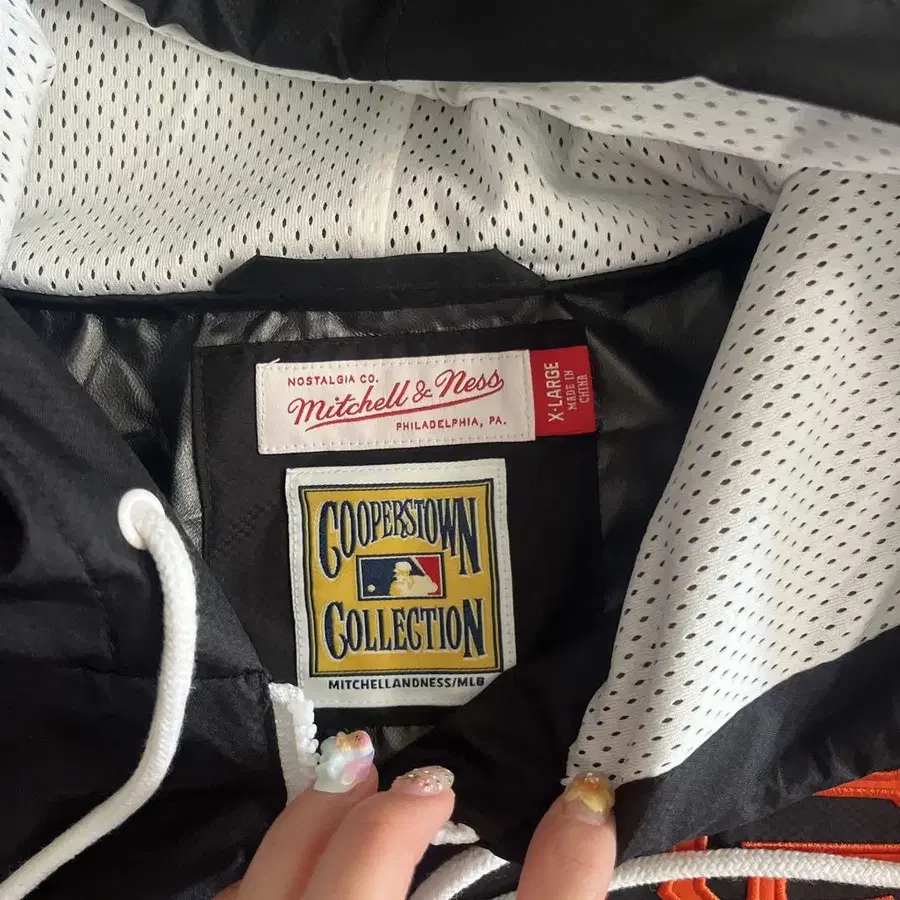 NOSTALGIA CO.
Mitchell & Ness
PHILADELPHIA, PA.
X-LARGE
MADE IN
CHINA
COOPERSTOWN
COLLECTION
MITCHELLANDNESS/MLB